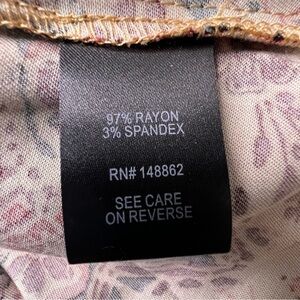 97% RAYON
3% SPANDEX
RN# 148862
SEE CARE
ON REVERSE